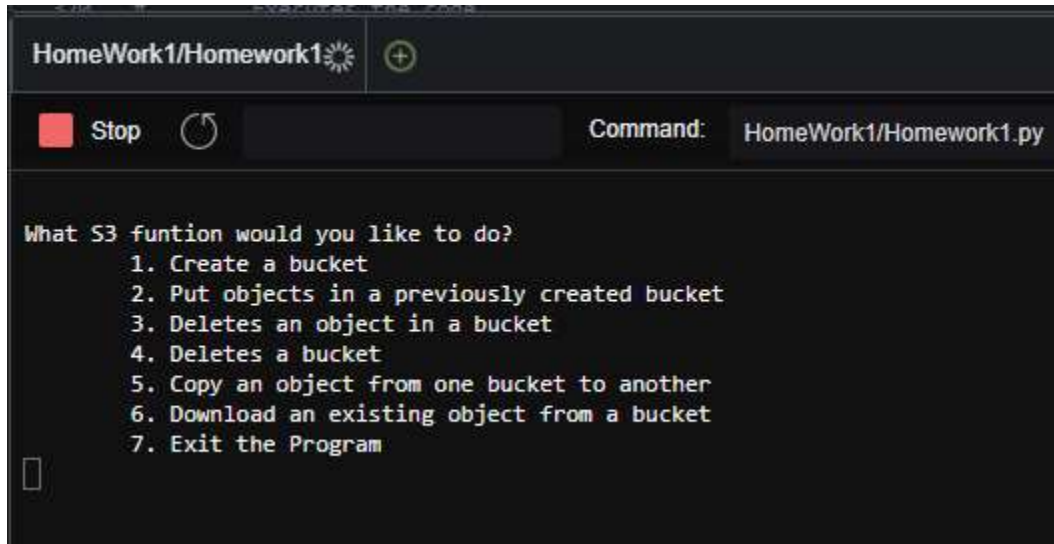 HomeWork1/Homework1
Stop Command: HomeWork1/Homework1.py
What S3 funtion would you like to do?
1. Create a bucket
2. Put objects in a previously created bucket
3. Deletes an object in a bucket
4. Deletes a bucket
5. Copy an object from one bucket to another
6. Download an existing object from a bucket
7. Exit the Program